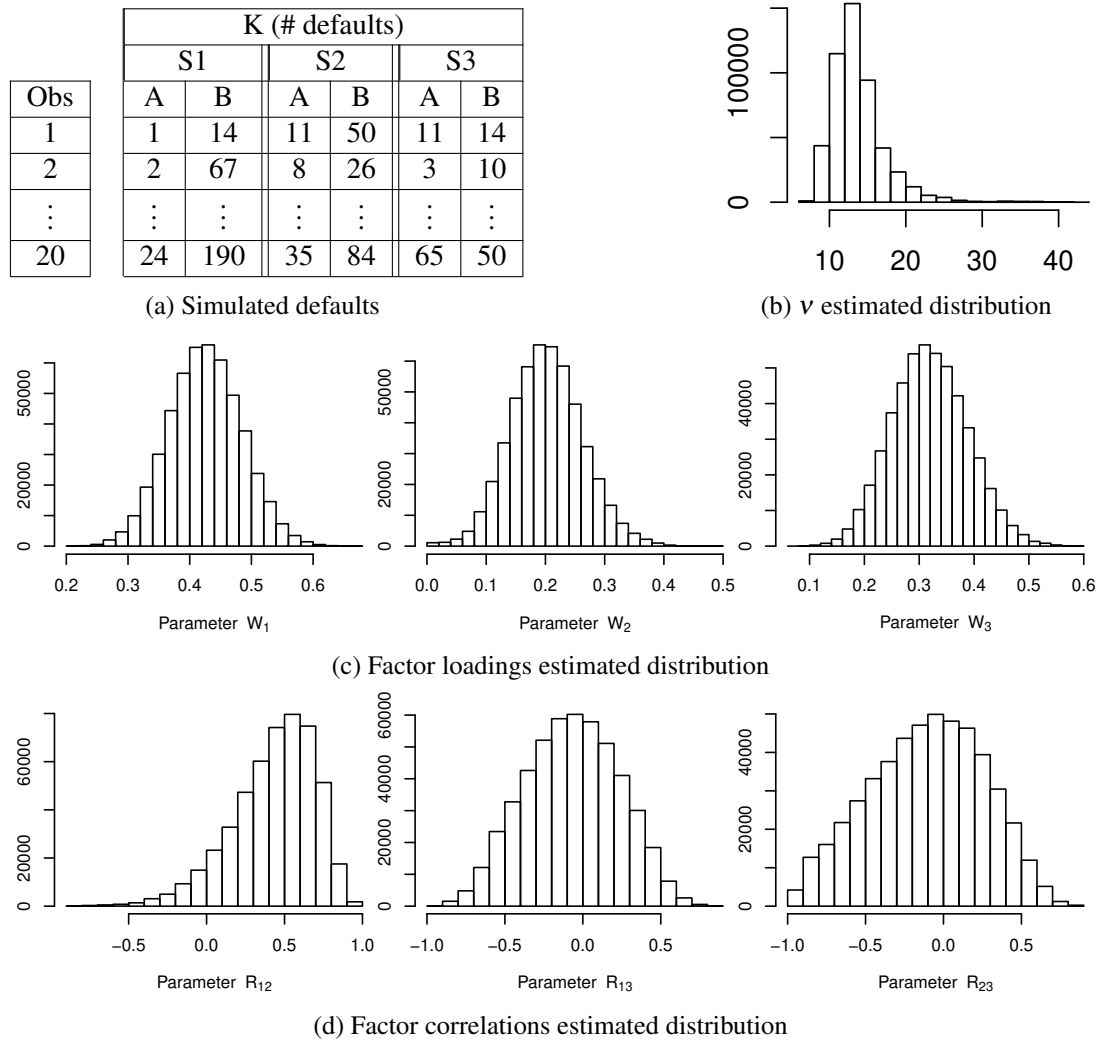 K (# defaults)
S1 S2 S3
Obs A B A B A B
1 1 14 11 50 11 14
2 2 67 8 26 3 10
⋮ ⋮ ⋮ ⋮ ⋮ ⋮ ⋮
20 24 190 35 84 65 50
(a) Simulated defaults
0 100000
10 20 30 40
(b) ν estimated distribution
0 20000 50000
0.2 0.3 0.4 0.5 0.6
Parameter W1
0 20000 50000
0.0 0.1 0.2 0.3 0.4 0.5
Parameter W2
0 20000 40000
0.1 0.2 0.3 0.4 0.5 0.6
Parameter W3
(c) Factor loadings estimated distribution
0 20000 60000
−0.5 0.0 0.5 1.0
Parameter R12
0 20000 40000 60000
−1.0 −0.5 0.0 0.5
Parameter R13
0 20000 40000
−1.0 −0.5 0.0 0.5
Parameter R23
(d) Factor correlations estimated distribution